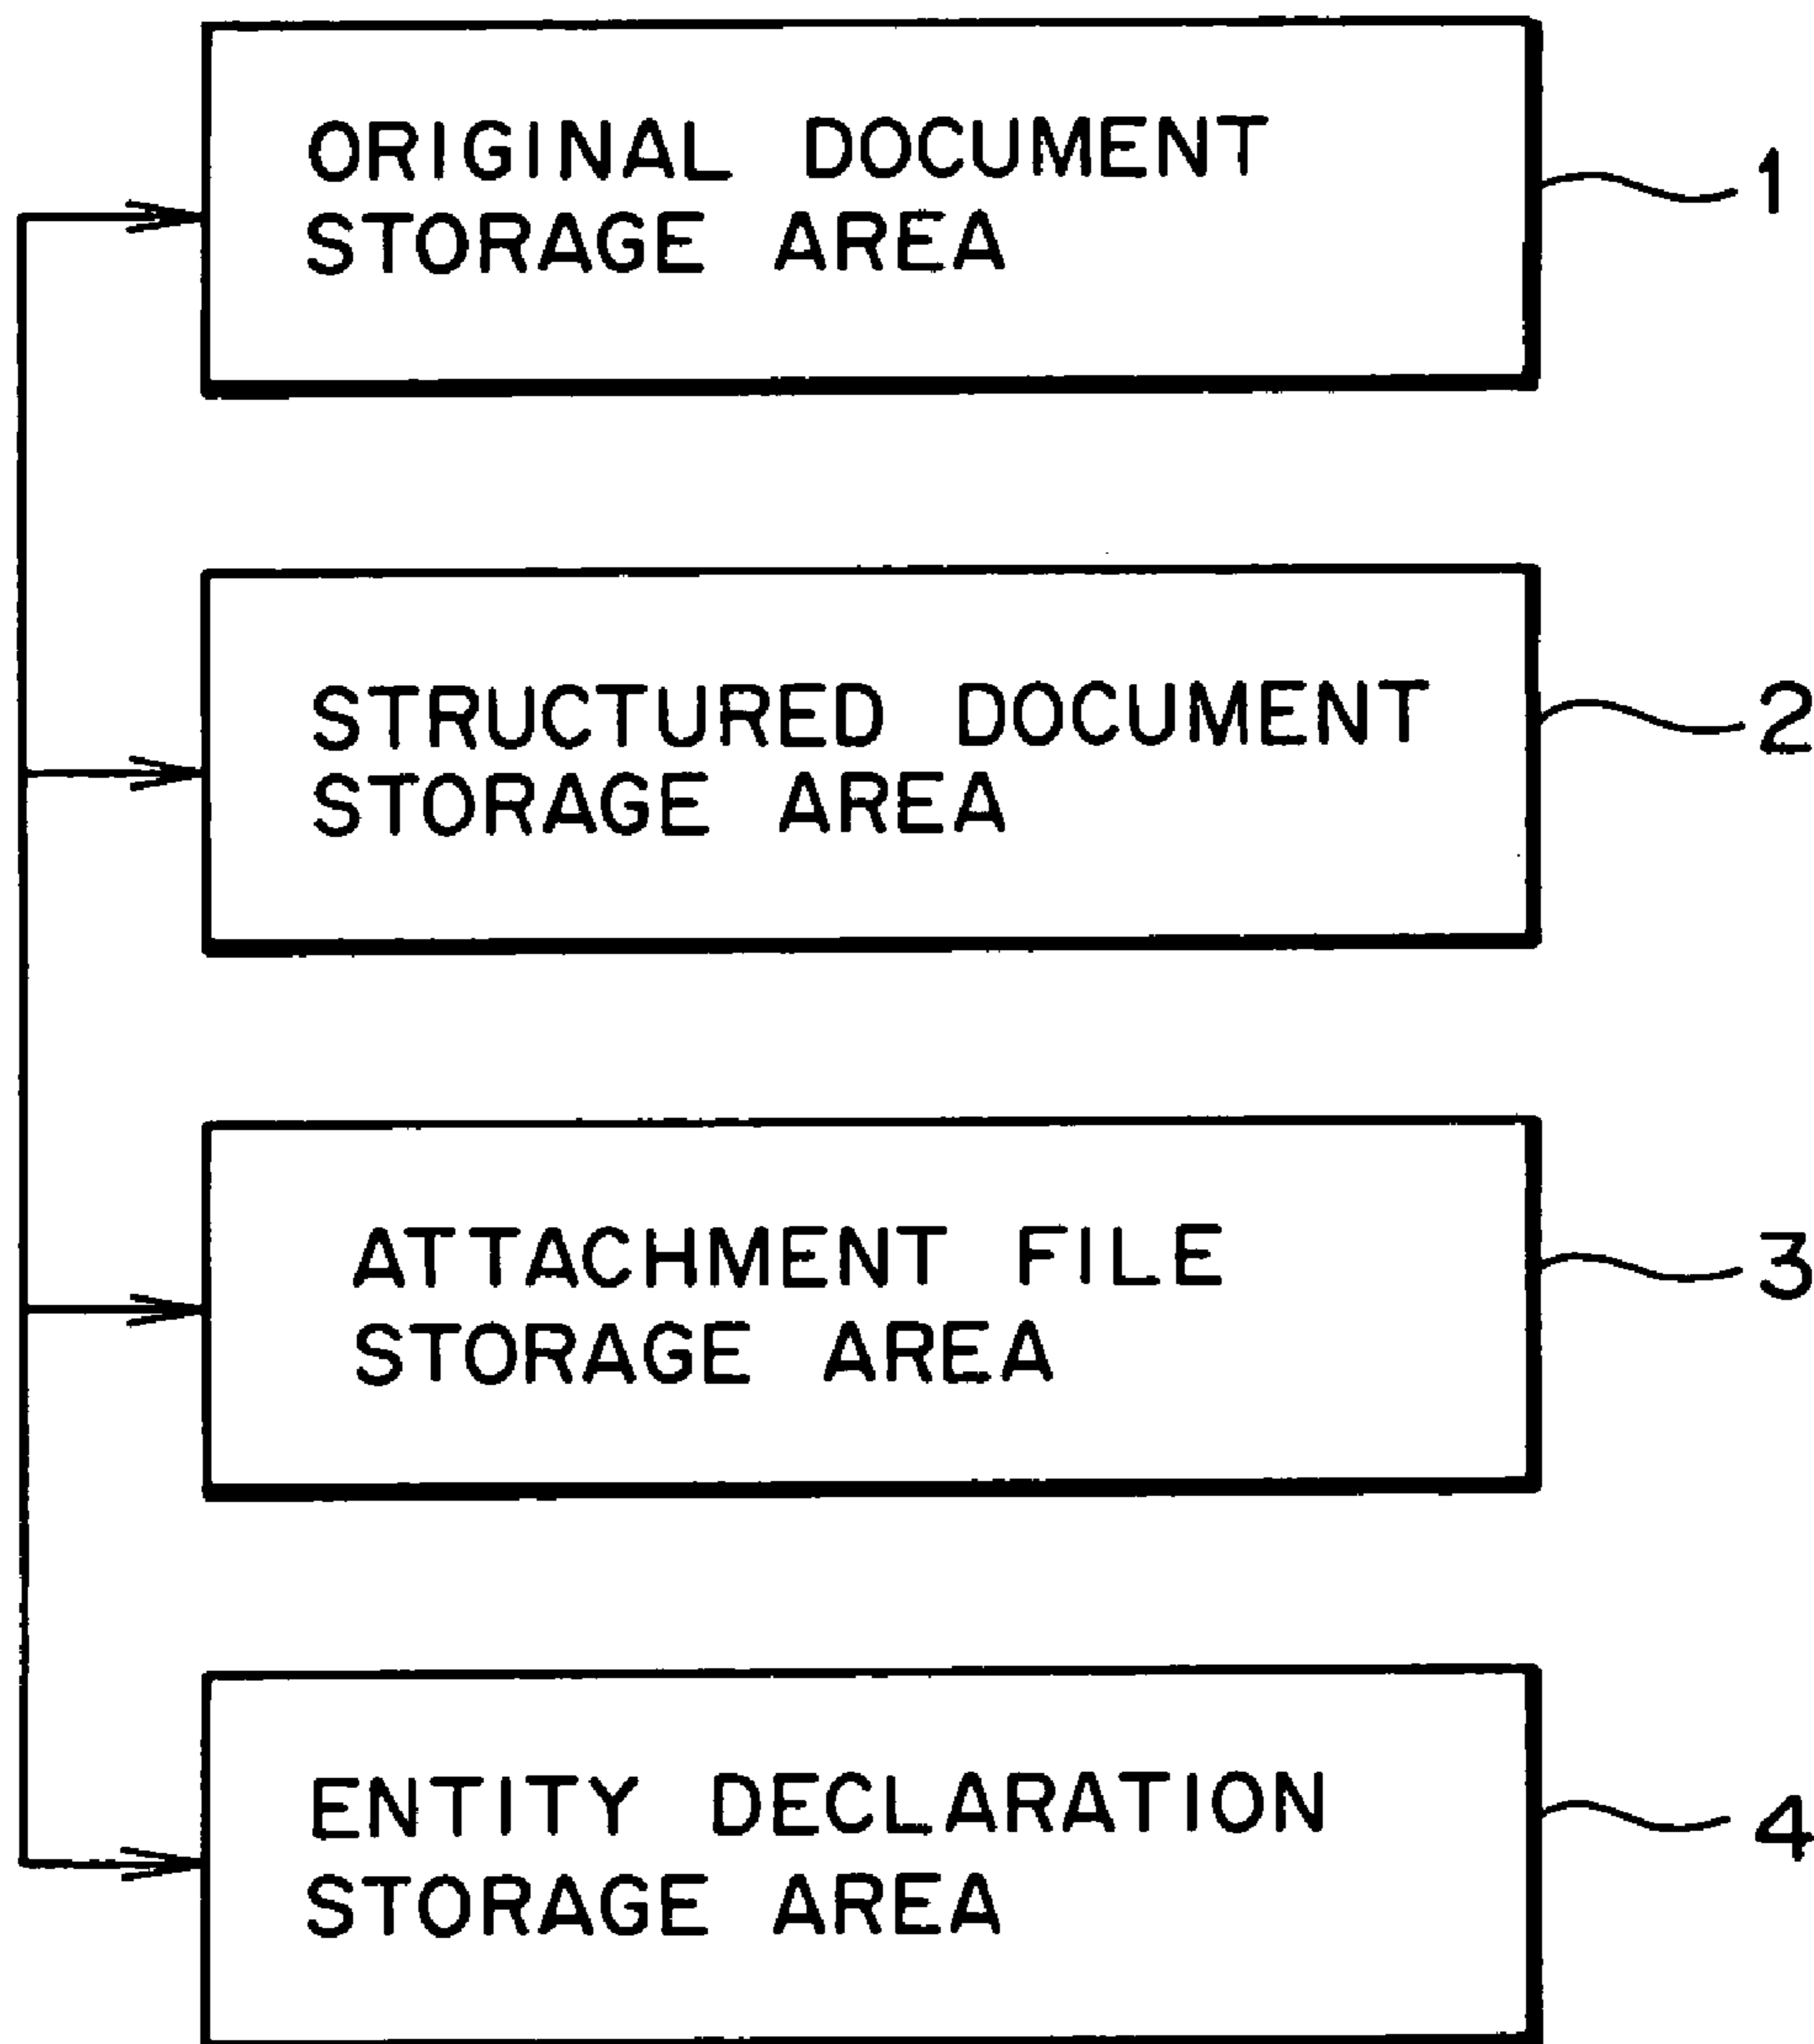 ORIGINAL DOCUMENT
STORAGE AREA
1
STRUCTURED DOCUMENT
STORAGE AREA
2
ATTACHMENT FILE
STORAGE AREA
3
ENTITY DECLARATION
STORAGE AREA
4